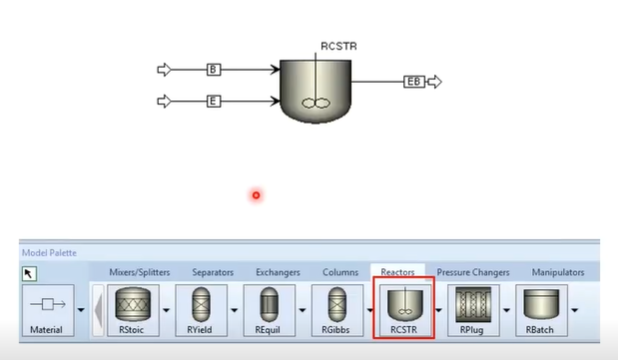 RCSTR
B
EB
E
Model Palette
Mixers/Splitters Separators Exchangers Columns Reactors Pressure Changers Manipulators
Material RStoic RYield REquil RGibbs RCSTR RPlug RBatch